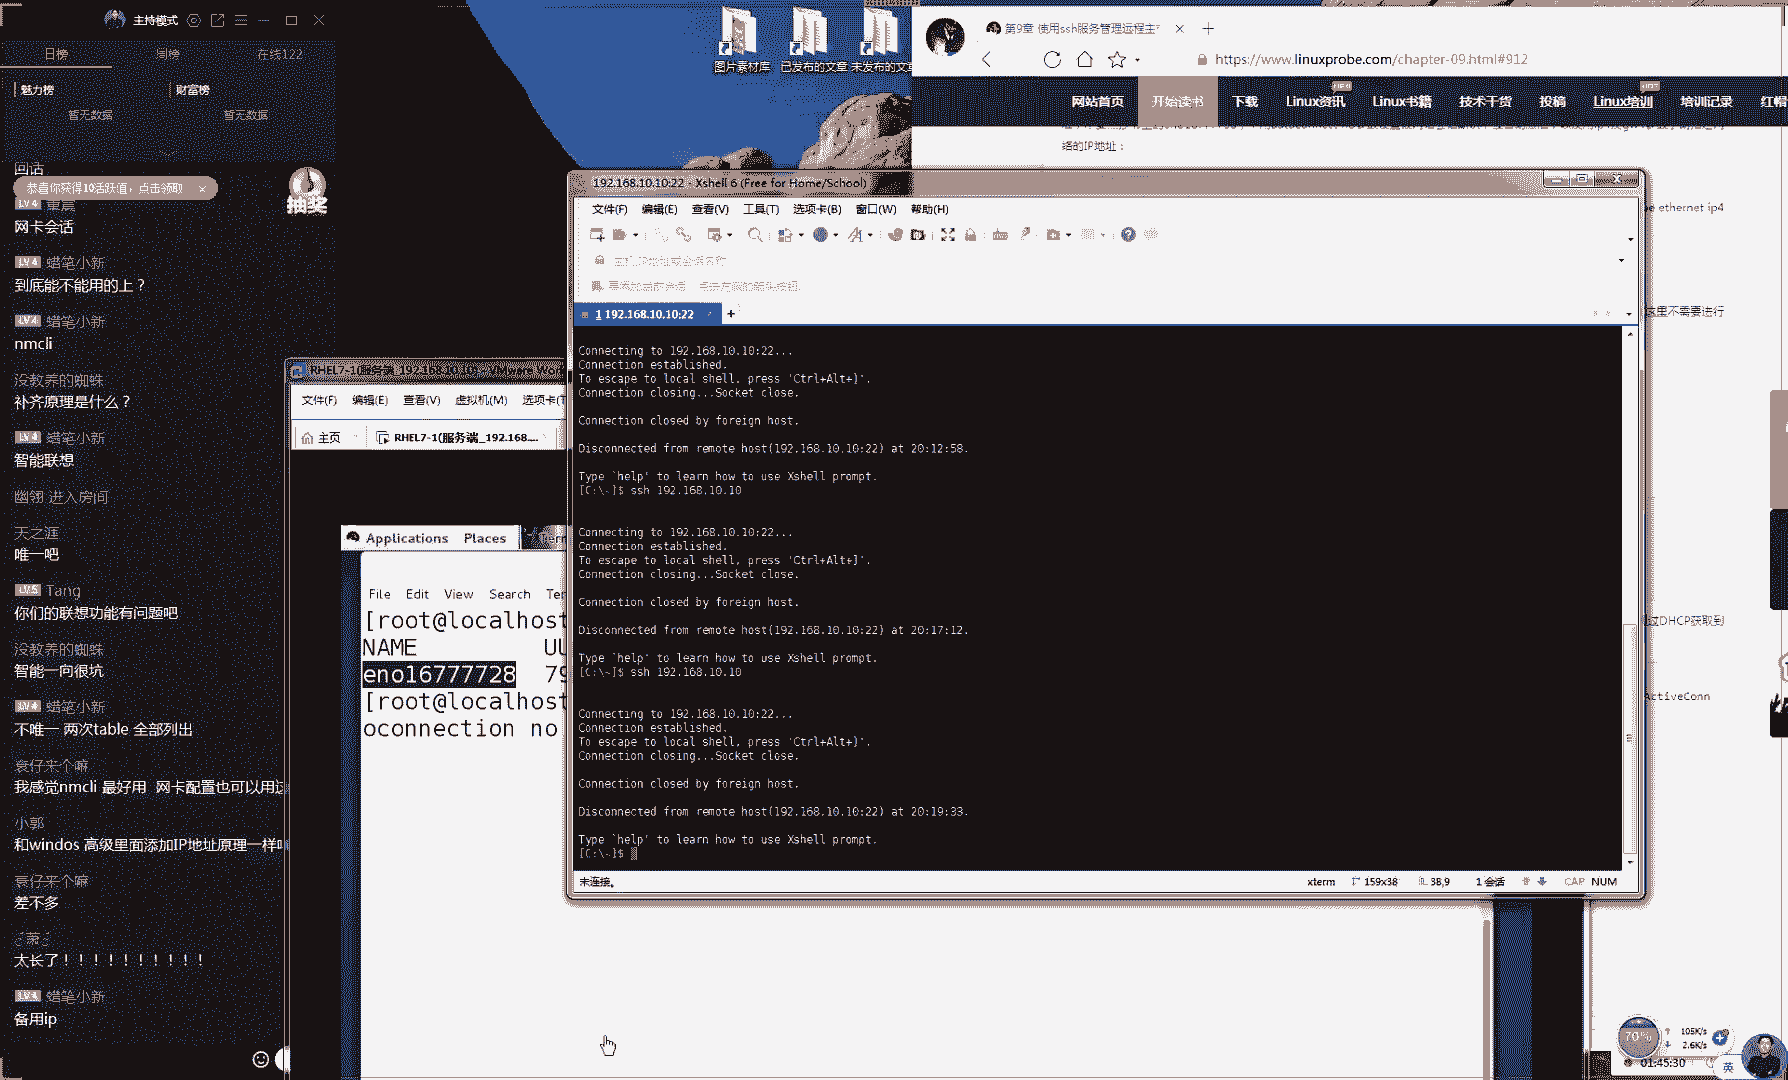 主持模式
日榜
周榜
在线122
魅力榜
财富榜
暂无数据
暂无数据
回话
恭喜你获得10活跃值，点击领取
抽奖
LV 4
网卡会话
LV 4 蜡笔小新
到底能不能用的上？
LV 4 蜡笔小新
nmcli
没教养的蜘蛛
补齐原理是什么？
LV 4 蜡笔小新
智能联想
幽翎 进入房间
天之涯
唯一吧
LV 5 Tang
你们的联想功能有问题吧
没教养的蜘蛛
智能一向很坑
LV 4 蜡笔小新
不唯一 两次table 全部列出
袁仔来个嘛
我感觉nmcli 最好用 网卡配置也可以用这
小郭
和windos 高级里面添加IP地址原理一样吗
袁仔来个嘛
差不多
太长了！！！！！！！！！！
LV 4 蜡笔小新
备用ip
图片素材库
已发布的文章
未发布的文章
第9章 使用ssh服务管理远程主
https://www.linuxprobe.com/chapter-09.html#912
网站首页
开始读书
下载
Linux资讯
Linux书籍
技术干货
投稿
Linux培训
培训记录
红帽
络的IP地址：
ethernet ip4
这里不需要进行
过DHCP获取到
ActiveConn
RHEL7-1(服务端_192.168.10.10) - VMware Wor
文件(F) 编辑(E) 查看(V) 虚拟机(M) 选项卡(T
主页
RHEL7-1(服务端_192.168....
Applications Places
File Edit View Search Ter
[root@localhost
NAME UU
eno16777728 79
[root@localhost
oconnection no
192.168.10.10:22 - Xshell 6 (Free for Home/School)
文件(F) 编辑(E) 查看(V) 工具(T) 选项卡(B) 窗口(W) 帮助(H)
1 192.168.10.10:22
Connecting to 192.168.10.10:22...
Connection established.
To escape to local shell, press 'Ctrl+Alt+]'.
Connection closing...Socket close.
Connection closed by foreign host.
Disconnected from remote host(192.168.10.10:22) at 20:12:58.
Type `help' to learn how to use Xshell prompt.
[C:\~]$ ssh 192.168.10.10
Connecting to 192.168.10.10:22...
Connection established.
To escape to local shell, press 'Ctrl+Alt+]'.
Connection closing...Socket close.
Connection closed by foreign host.
Disconnected from remote host(192.168.10.10:22) at 20:17:12.
Type `help' to learn how to use Xshell prompt.
[C:\~]$ ssh 192.168.10.10
Connecting to 192.168.10.10:22...
Connection established.
To escape to local shell, press 'Ctrl+Alt+]'.
Connection closing...Socket close.
Connection closed by foreign host.
Disconnected from remote host(192.168.10.10:22) at 20:19:33.
Type `help' to learn how to use Xshell prompt.
[C:\~]$
未连接。
xterm
159x38
38,9
1 会话
CAP NUM
70%
105K/s
2.6K/s
01:45:30
英